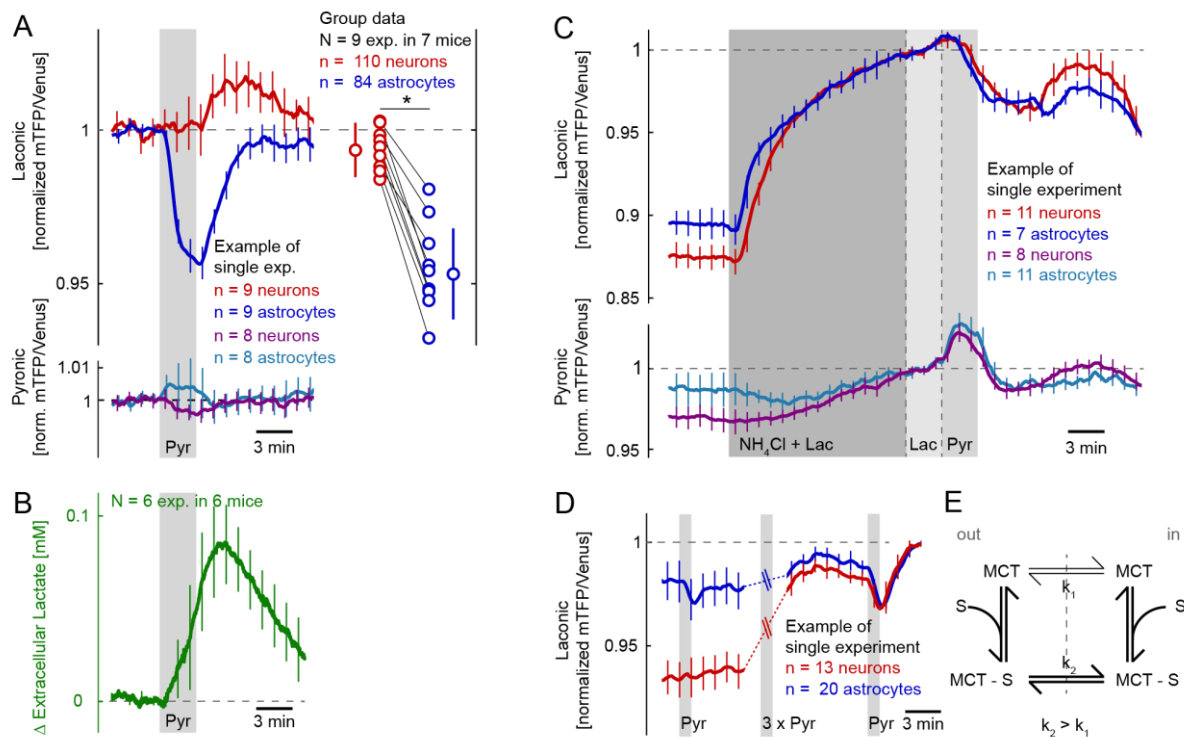 A
Group data
N = 9 exp. in 7 mice
n = 110 neurons
n = 84 astrocytes
*
Laconic
[normalized mTFP/Venus]
1
0.95
Example of
single exp.
n = 9 neurons
n = 9 astrocytes
n = 8 neurons
n = 8 astrocytes
Pyronic
[norm. mTFP/Venus]
1.01
1
Pyr
3 min
B
N = 6 exp. in 6 mice
Δ Extracellular Lactate [mM]
0.1
0
Pyr
3 min
C
Laconic
[normalized mTFP/Venus]
1
0.95
0.9
0.85
Example of
single experiment
n = 11 neurons
n = 7 astrocytes
n = 8 neurons
n = 11 astrocytes
Pyronic
[norm. mTFP/Venus]
1
0.95
NH₄Cl + Lac
Lac
Pyr
3 min
D
Laconic
[normalized mTFP/Venus]
1
0.95
Example of
single experiment
n = 13 neurons
n = 20 astrocytes
Pyr
3 x Pyr
Pyr
3 min
E
out
in
MCT
MCT
k₁
S
S
k₂
MCT - S
MCT - S
k₂ > k₁